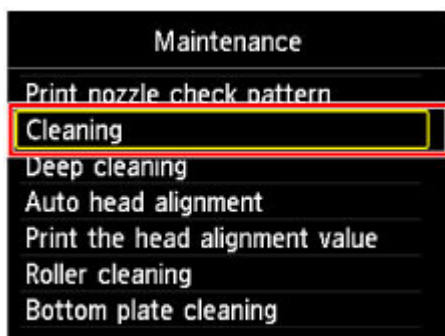 Maintenance
Print nozzle check pattern
Cleaning
Deep cleaning
Auto head alignment
Print the head alignment value
Roller cleaning
Bottom plate cleaning